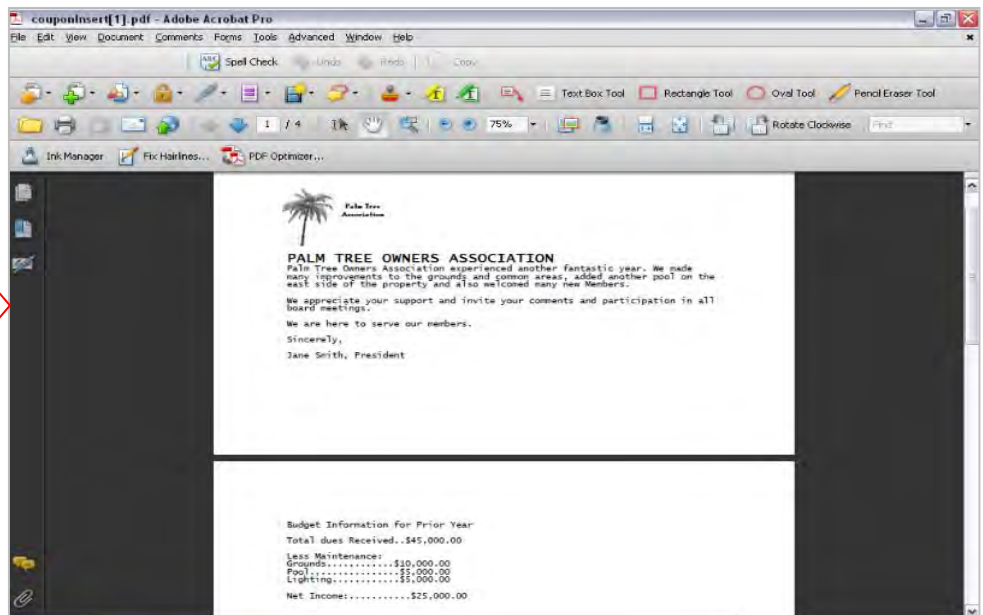 couponInsert[1].pdf - Adobe Acrobat Pro
File Edit View Document Comments Forms Tools Advanced Window Help
ABC Spell Check Undo Redo Copy
Text Box Tool Rectangle Tool Oval Tool Pencil Eraser Tool
1 / 4 75% Rotate Clockwise Find
Ink Manager Fix Hairlines... PDF Optimizer...
Palm Tree
Association
PALM TREE OWNERS ASSOCIATION
Palm Tree Owners Association experienced another fantastic year. We made
many improvements to the grounds and common areas, added another pool on the
east side of the property and also welcomed many new Members.
We appreciate your support and invite your comments and participation in all
board meetings.
We are here to serve our members.
Sincerely,
Jane Smith, President
Budget Information for Prior Year
Total dues Received..$45,000.00
Less Maintenance:
Grounds............$10,000.00
Pool................$5,000.00
Lighting............$5,000.00
Net Income:...........$25,000.00